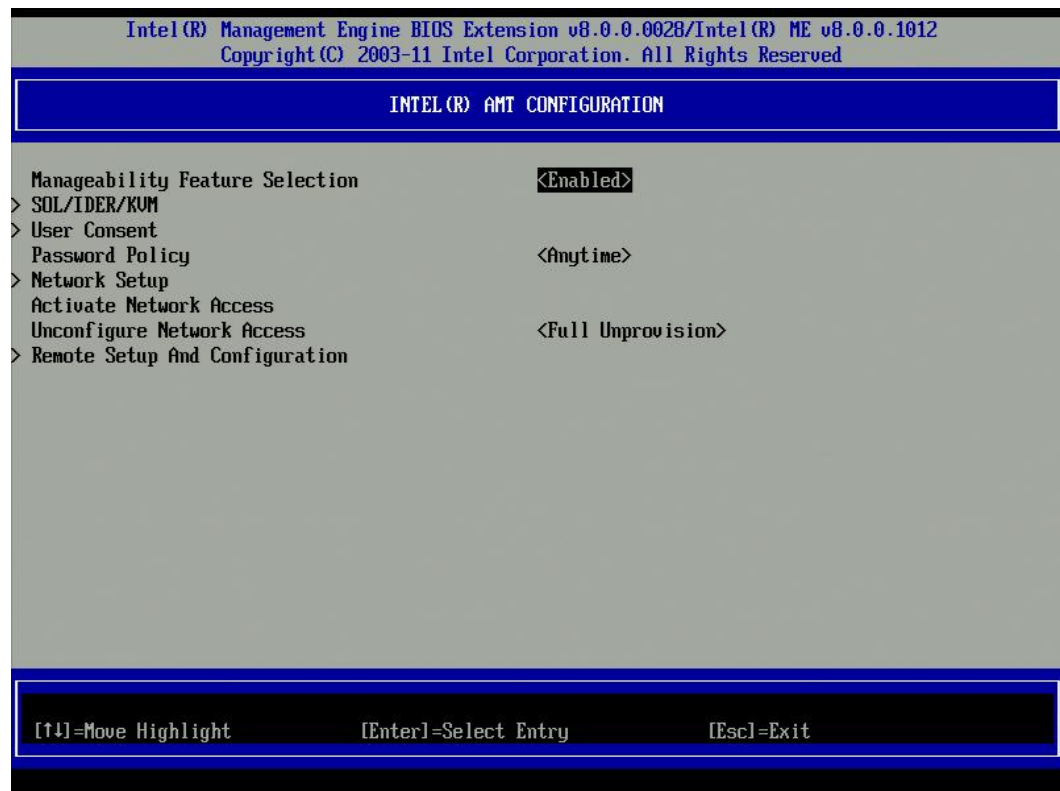 Intel(R) Management Engine BIOS Extension v8.0.0.0028/Intel(R) ME v8.0.0.1012
Copyright(C) 2003-11 Intel Corporation. All Rights Reserved
INTEL(R) AMT CONFIGURATION
Manageability Feature Selection <Enabled>
> SOL/IDER/KVM
> User Consent
Password Policy <Anytime>
> Network Setup
Activate Network Access
Unconfigure Network Access <Full Unprovision>
> Remote Setup And Configuration
[↑↓]=Move Highlight [Enter]=Select Entry [Esc]=Exit